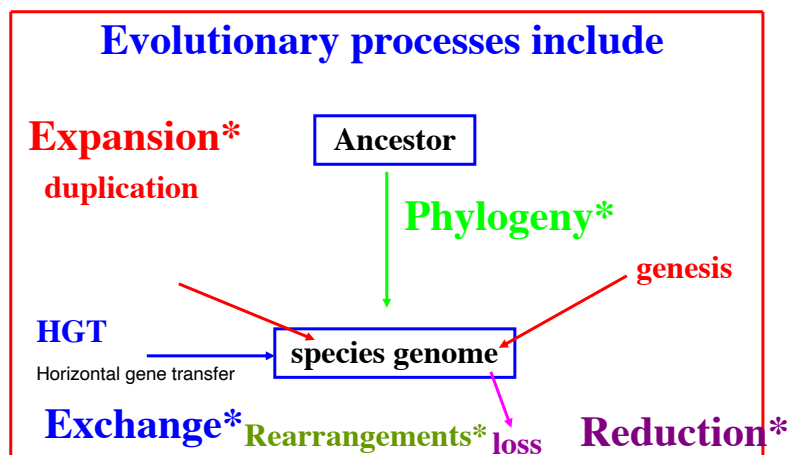 Evolutionary processes include
Expansion*
Ancestor
duplication
Phylogeny*
genesis
HGT
species genome
Horizontal gene transfer
Exchange*
Rearrangements*
loss
Reduction*